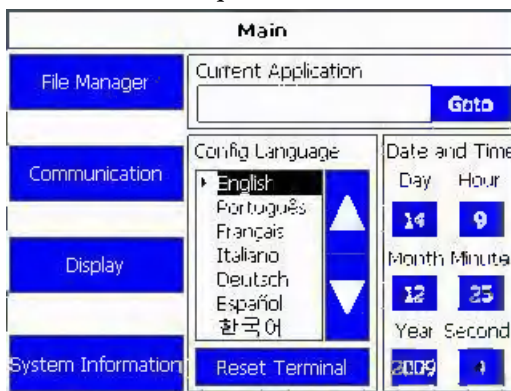 Main
File Manager
Current Application
Goto
Communication
Config Language
English
Português
Français
Italiano
Deutsch
Español
한국어
Display
System Information
Reset Terminal
Date and Time
Day Hour
14 9
Month Minute
12 25
Year Second
2009 4